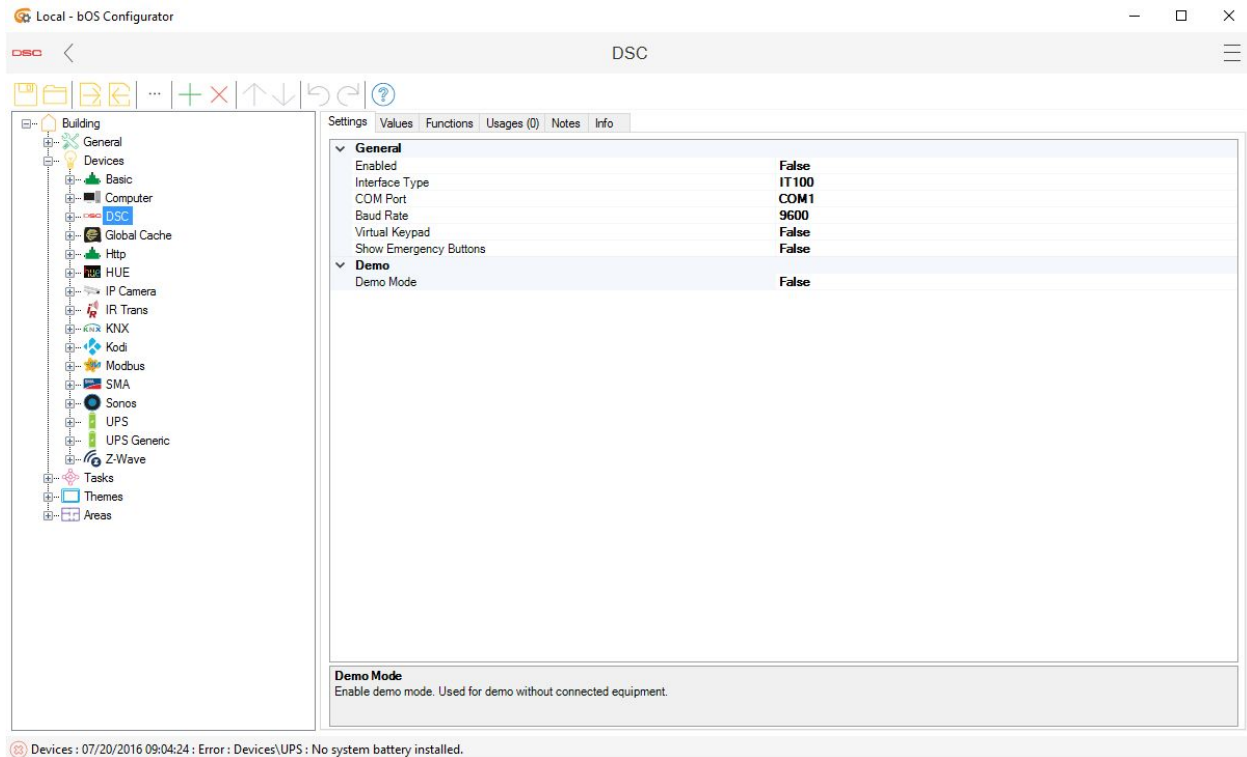 Local - bOS Configurator
DSC
DSC
Building
General
Devices
Basic
Computer
DSC DSC
Global Cache
Http
hue HUE
IP Camera
IR IR Trans
KNX KNX
Kodi
Modbus
SMA
Sonos
UPS
UPS Generic
Z-Wave
Tasks
Themes
Areas
Settings Values Functions Usages (0) Notes Info
General
Enabled False
Interface Type IT100
COM Port COM1
Baud Rate 9600
Virtual Keypad False
Show Emergency Buttons False
Demo
Demo Mode False
Demo Mode
Enable demo mode. Used for demo without connected equipment.
Devices : 07/20/2016 09:04:24 : Error : Devices\UPS : No system battery installed.